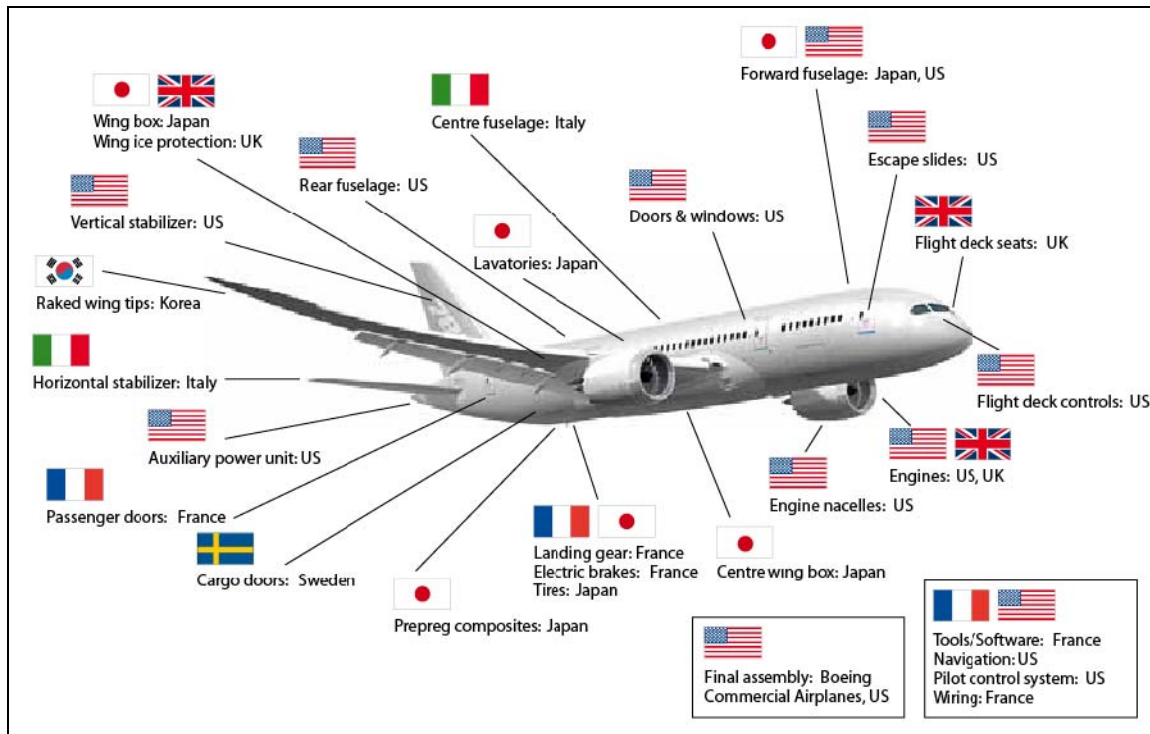 Forward fuselage: Japan, US
Wing box: Japan
Wing ice protection: UK
Centre fuselage: Italy
Escape slides: US
Rear fuselage: US
Vertical stabilizer: US
Doors & windows: US
Flight deck seats: UK
Lavatories: Japan
Raked wing tips: Korea
Horizontal stabilizer: Italy
Flight deck controls: US
Auxiliary power unit: US
Engines: US, UK
Engine nacelles: US
Passenger doors: France
Landing gear: France
Electric brakes: France
Tires: Japan
Centre wing box: Japan
Cargo doors: Sweden
Prepreg composites: Japan
Final assembly: Boeing
Commercial Airplanes, US
Tools/Software: France
Navigation: US
Pilot control system: US
Wiring: France